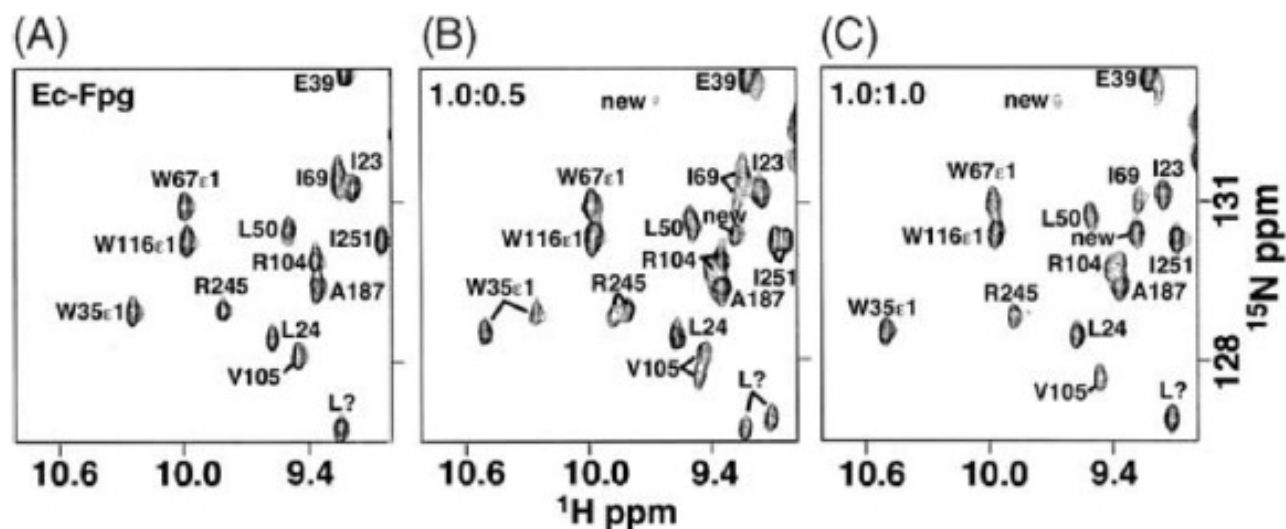 (A)
Ec-Fpg
E39
I23
I69
W67ε1
L50
W116ε1
I251
R104
R245
A187
W35ε1
L24
V105
L?
10.6
10.0
9.4
(B)
1.0:0.5
new
E39
I23
I69
W67ε1
L50
new
W116ε1
R104
I251
R245
A187
W35ε1
L24
V105
L?
10.6
10.0
9.4
¹H ppm
(C)
1.0:1.0
new
E39
I23
I69
W67ε1
L50
W116ε1
new
I251
R104
R245
A187
W35ε1
L24
V105
L?
10.6
10.0
9.4
131
128
¹⁵N ppm